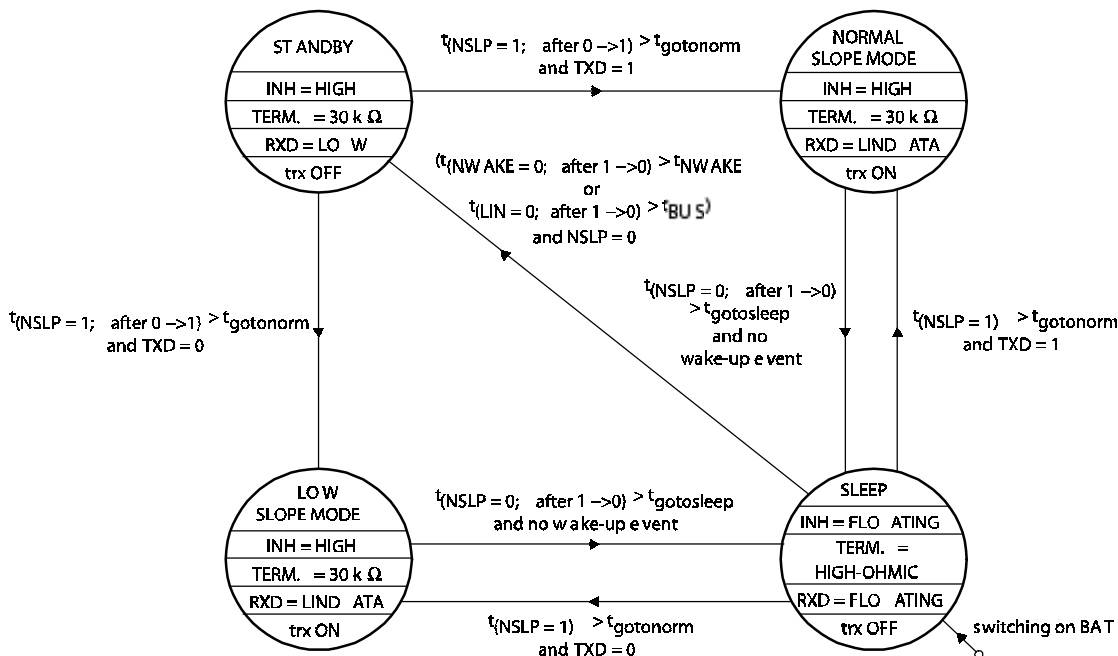 STANDBY
INH = HIGH
TERM. = 30 k Ω
RXD = LOW
trx OFF
t(NSLP = 1; after 0 –>1) > tgotonorm
and TXD = 1
NORMAL
SLOPE MODE
INH = HIGH
TERM. = 30 k Ω
RXD = LINDATA
trx ON
(t(NWAKE = 0; after 1 –>0) > tNWAKE
or
t(LIN = 0; after 1 –>0) > tBUS)
and NSLP = 0
t(NSLP = 1; after 0 –>1) > tgotonorm
and TXD = 0
t(NSLP = 0; after 1 –>0)
> tgotosleep
and no
wake-up event
t(NSLP = 1) > tgotonorm
and TXD = 1
LOW
SLOPE MODE
INH = HIGH
TERM. = 30 k Ω
RXD = LINDATA
trx ON
t(NSLP = 0; after 1 –>0) > tgotosleep
and no wake-up event
t(NSLP = 1) > tgotonorm
and TXD = 0
SLEEP
INH = FLOATING
TERM. =
HIGH-OHMIC
RXD = FLOATING
trx OFF
switching on BAT